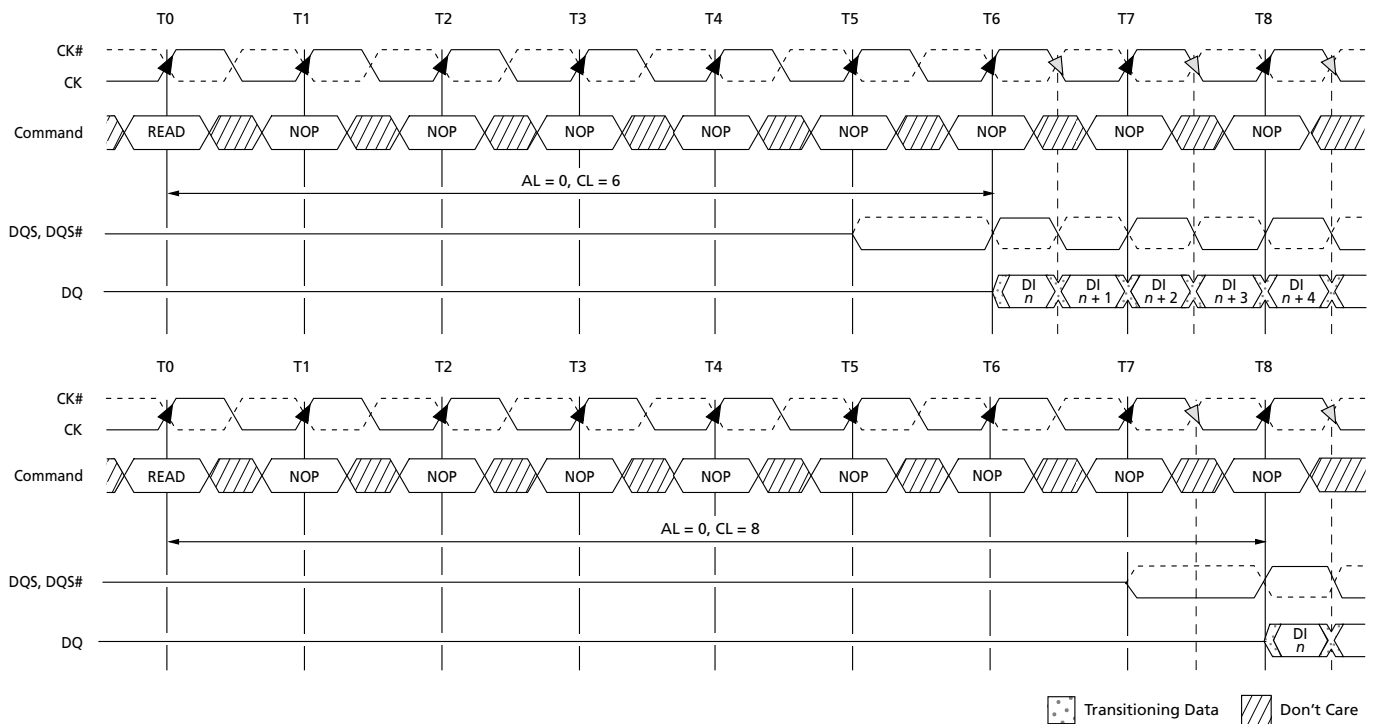 T0 T1 T2 T3 T4 T5 T6 T7 T8
CK#
CK
Command READ NOP NOP NOP NOP NOP NOP NOP NOP
AL = 0, CL = 6
DQS, DQS#
DQ DI n DI n + 1 DI n + 2 DI n + 3 DI n + 4
T0 T1 T2 T3 T4 T5 T6 T7 T8
CK#
CK
Command READ NOP NOP NOP NOP NOP NOP NOP NOP
AL = 0, CL = 8
DQS, DQS#
DQ DI n
Transitioning Data Don't Care